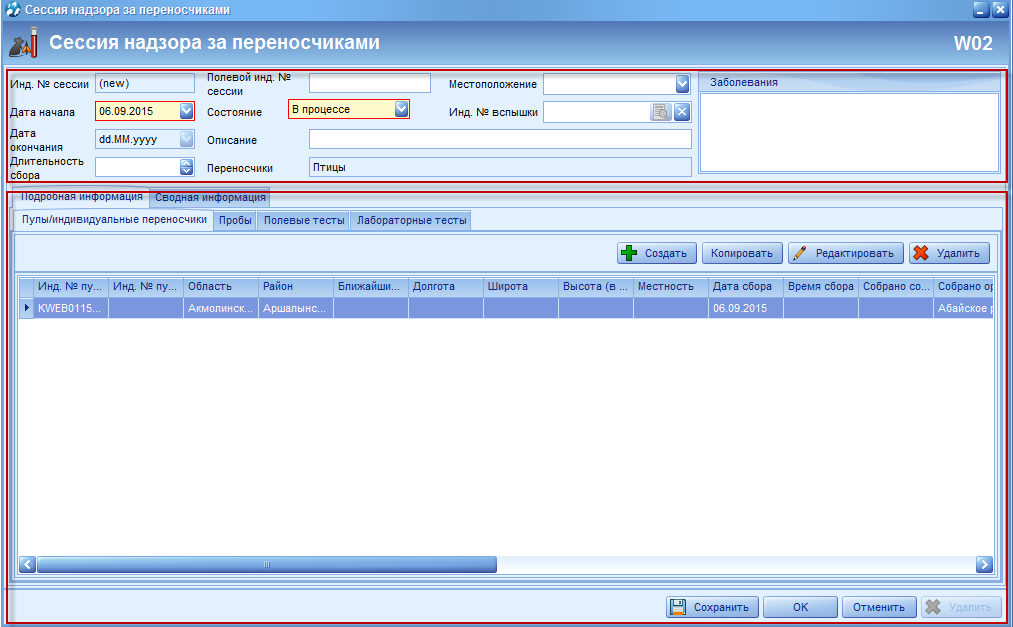 Сессия надзора за переносчиками
Сессия надзора за переносчиками
W02
Инд. № сессии (new) Полевой инд. № сессии Местоположение Заболевания
Дата начала 06.09.2015 Состояние В процессе Инд. № вспышки
Дата окончания dd.MM.yyyy Описание
Длительность сбора Переносчики Птицы
Подробная информация Сводная информация
Пулы/индивидуальные переносчики Пробы Полевые тесты Лабораторные тесты
Создать Копировать Редактировать Удалить
Инд. № пу... Инд. № пу... Область Район Ближайши... Долгота Широта Высота (в ... Местность Дата сбора Время сбора Собрано со... Собрано ор
KWEB0115... Акмолинск... Аршалынс... 06.09.2015 Абайское р
Сохранить OK Отменить Удалить